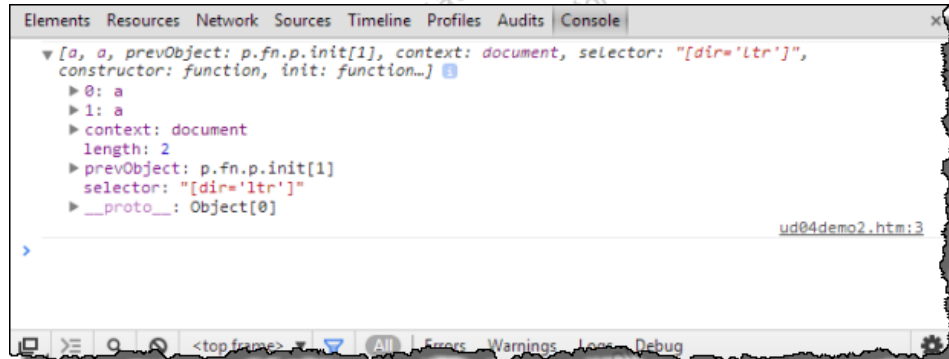 Elements Resources Network Sources Timeline Profiles Audits Console ×
▼ [a, a, prevObject: p.fn.p.init[1], context: document, selector: "[dir='ltr']",
constructor: function, init: function…] i
▶ 0: a
▶ 1: a
▶ context: document
length: 2
▶ prevObject: p.fn.p.init[1]
selector: "[dir='ltr']"
▶ __proto__: Object[0]
ud04demo2.htm:3
>
<top frame> ▼ All Errors Warnings Logs Debug